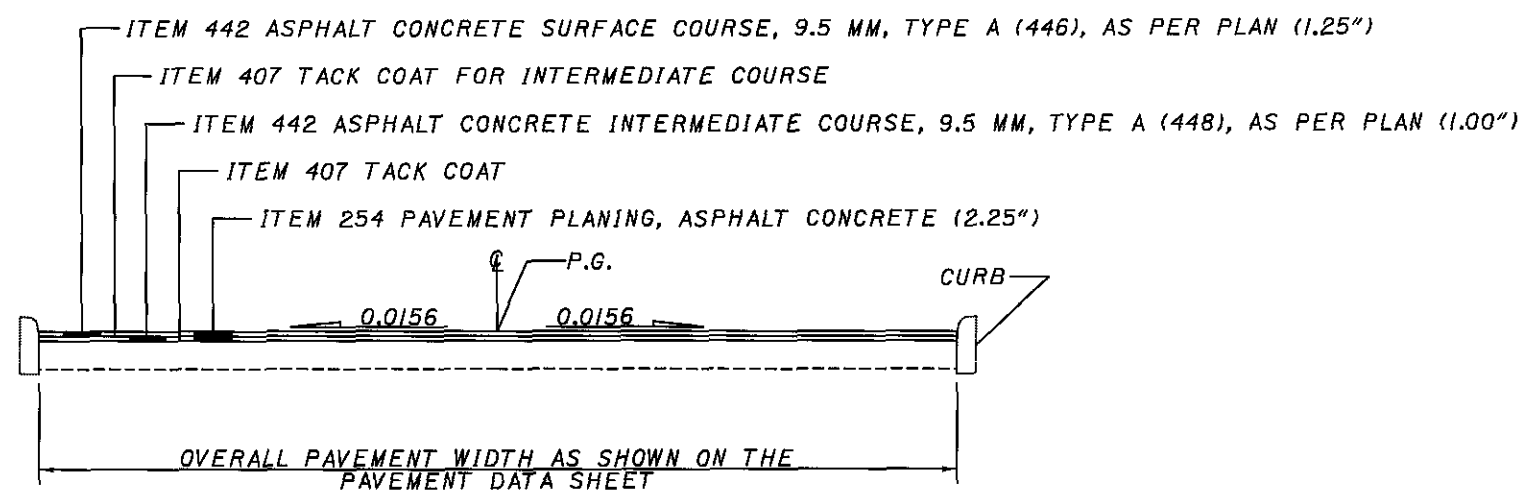 ITEM 442 ASPHALT CONCRETE SURFACE COURSE, 9.5 MM, TYPE A (446), AS PER PLAN (1.25")
ITEM 407 TACK COAT FOR INTERMEDIATE COURSE
ITEM 442 ASPHALT CONCRETE INTERMEDIATE COURSE, 9.5 MM, TYPE A (448), AS PER PLAN (1.00")
ITEM 407 TACK COAT
ITEM 254 PAVEMENT PLANING, ASPHALT CONCRETE (2.25")
℄ P.G.
CURB
0.0156 0.0156
OVERALL PAVEMENT WIDTH AS SHOWN ON THE
PAVEMENT DATA SHEET